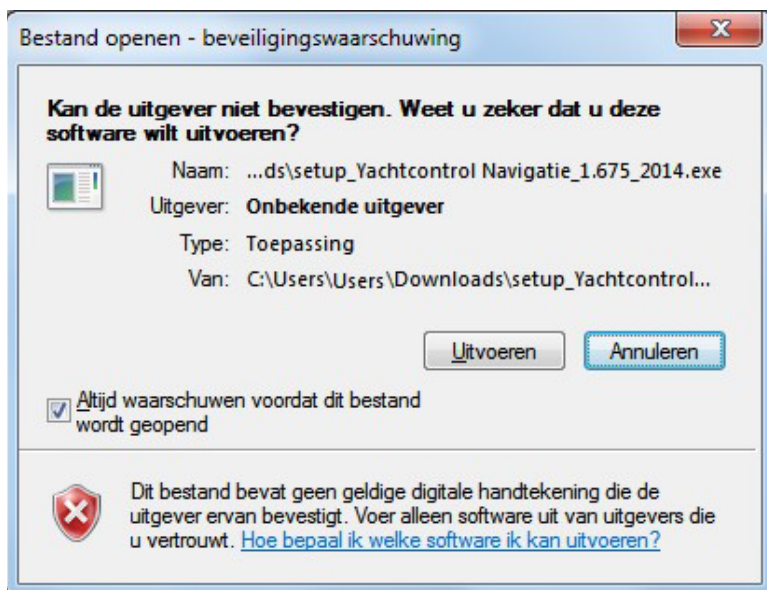 Bestand openen - beveiligingswaarschuwing
Kan de uitgever niet bevestigen. Weet u zeker dat u deze
software wilt uitvoeren?
Naam: ...ds\setup_Yachtcontrol Navigatie_1.675_2014.exe
Uitgever: Onbekende uitgever
Type: Toepassing
Van: C:\Users\Users\Downloads\setup_Yachtcontrol...
Uitvoeren Annuleren
Altijd waarschuwen voordat dit bestand
wordt geopend
Dit bestand bevat geen geldige digitale handtekening die de
uitgever ervan bevestigt. Voer alleen software uit van uitgevers die
u vertrouwt. Hoe bepaal ik welke software ik kan uitvoeren?